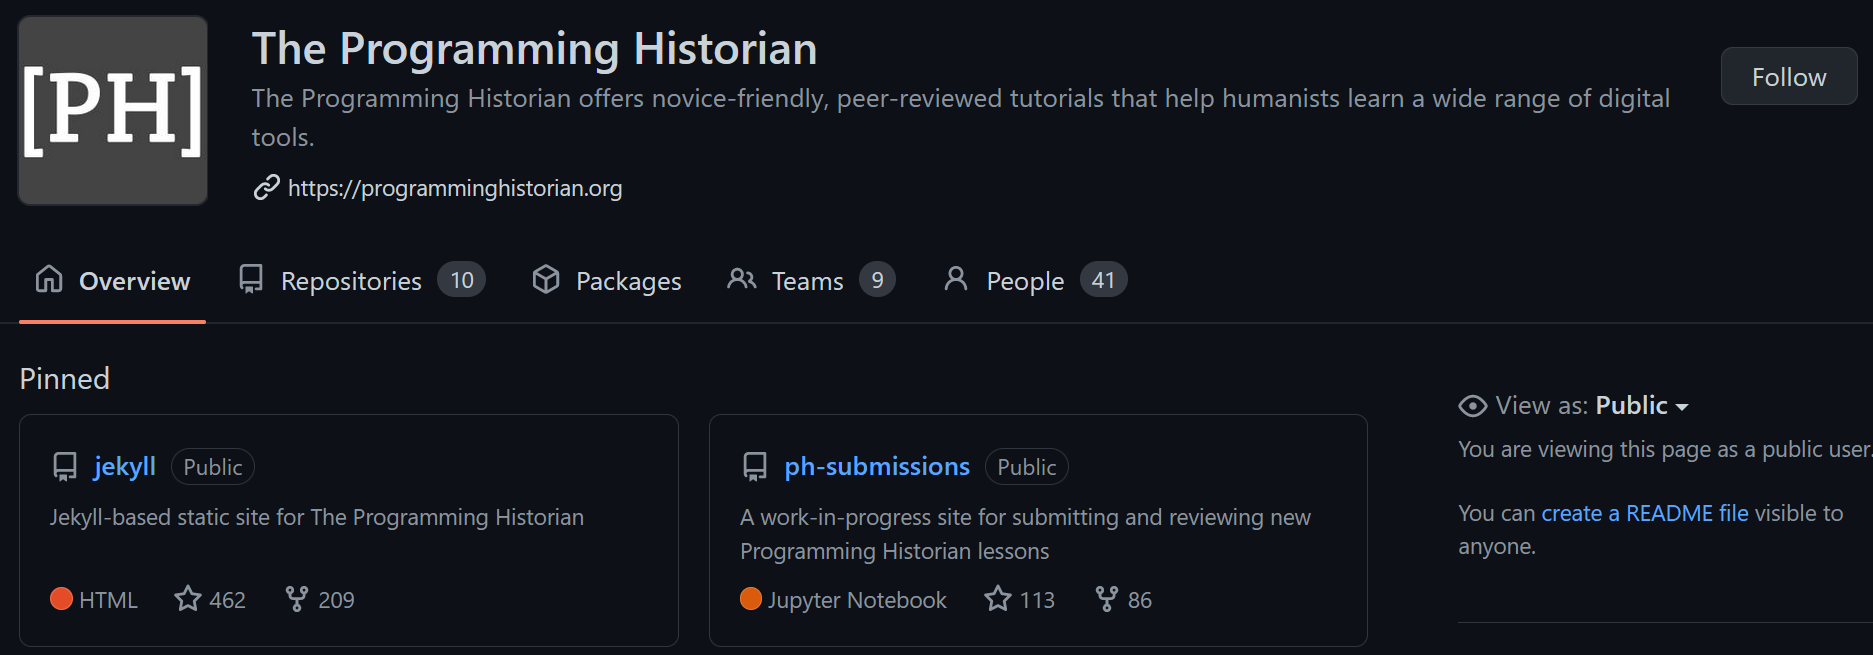 [PH]
The Programming Historian
The Programming Historian offers novice-friendly, peer-reviewed tutorials that help humanists learn a wide range of digital
tools.
https://programminghistorian.org
Follow
Overview Repositories 10 Packages Teams 9 People 41
Pinned
jekyll Public
Jekyll-based static site for The Programming Historian
HTML 462 209
ph-submissions Public
A work-in-progress site for submitting and reviewing new
Programming Historian lessons
Jupyter Notebook 113 86
View as: Public
You are viewing this page as a public user.
You can create a README file visible to
anyone.